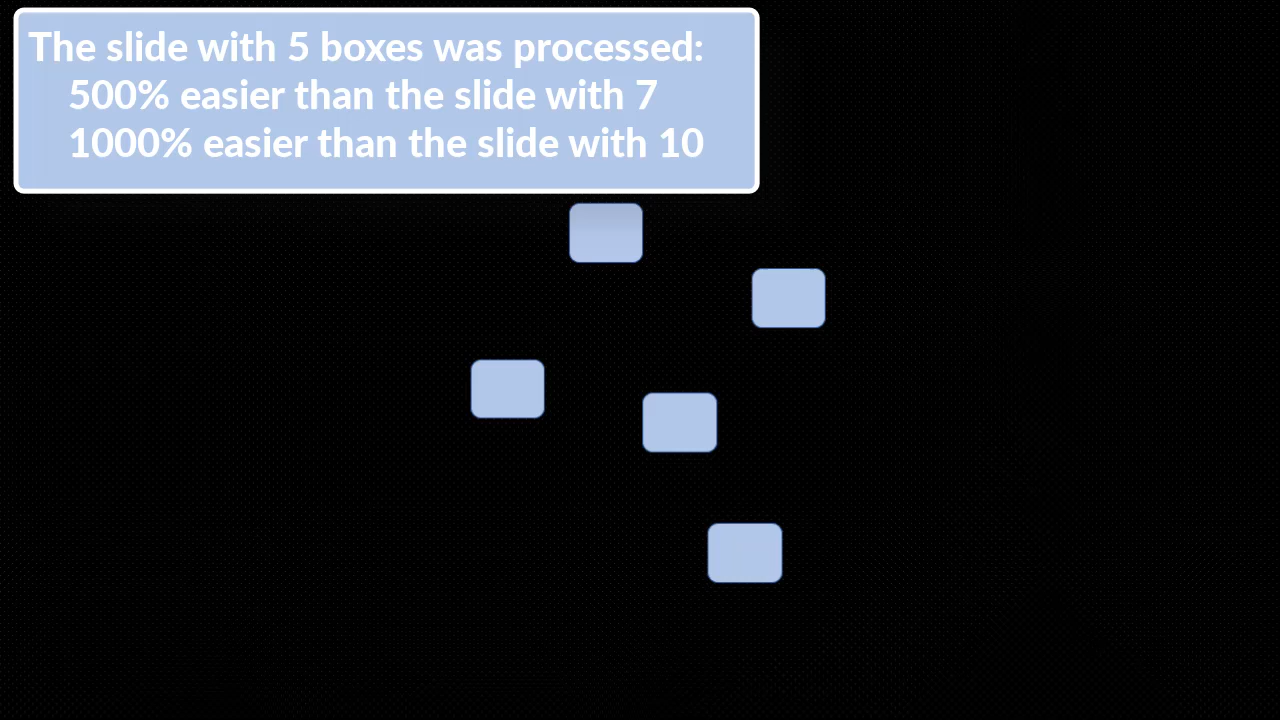 The slide with 5 boxes was processed:
500% easier than the slide with 7
1000% easier than the slide with 10